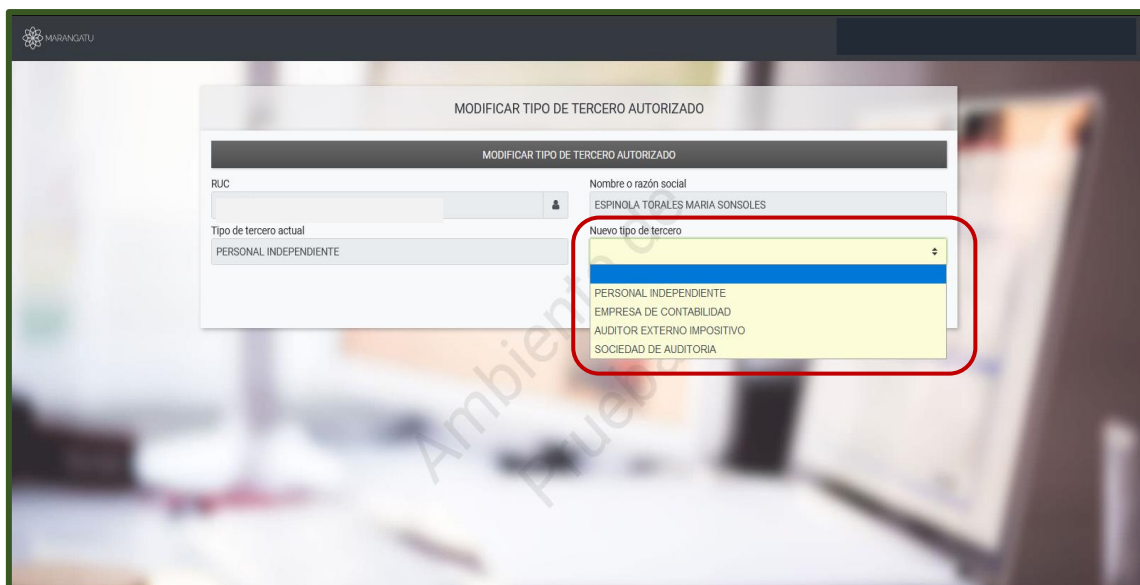 MARANGATU
MODIFICAR TIPO DE TERCERO AUTORIZADO
MODIFICAR TIPO DE TERCERO AUTORIZADO
RUC
Nombre o razón social
ESPINOLA TORALES MARIA SONSOLES
Tipo de tercero actual
Nuevo tipo de tercero
PERSONAL INDEPENDIENTE
PERSONAL INDEPENDIENTE
EMPRESA DE CONTABILIDAD
AUDITOR EXTERNO IMPOSITIVO
SOCIEDAD DE AUDITORIA
Ambiente de